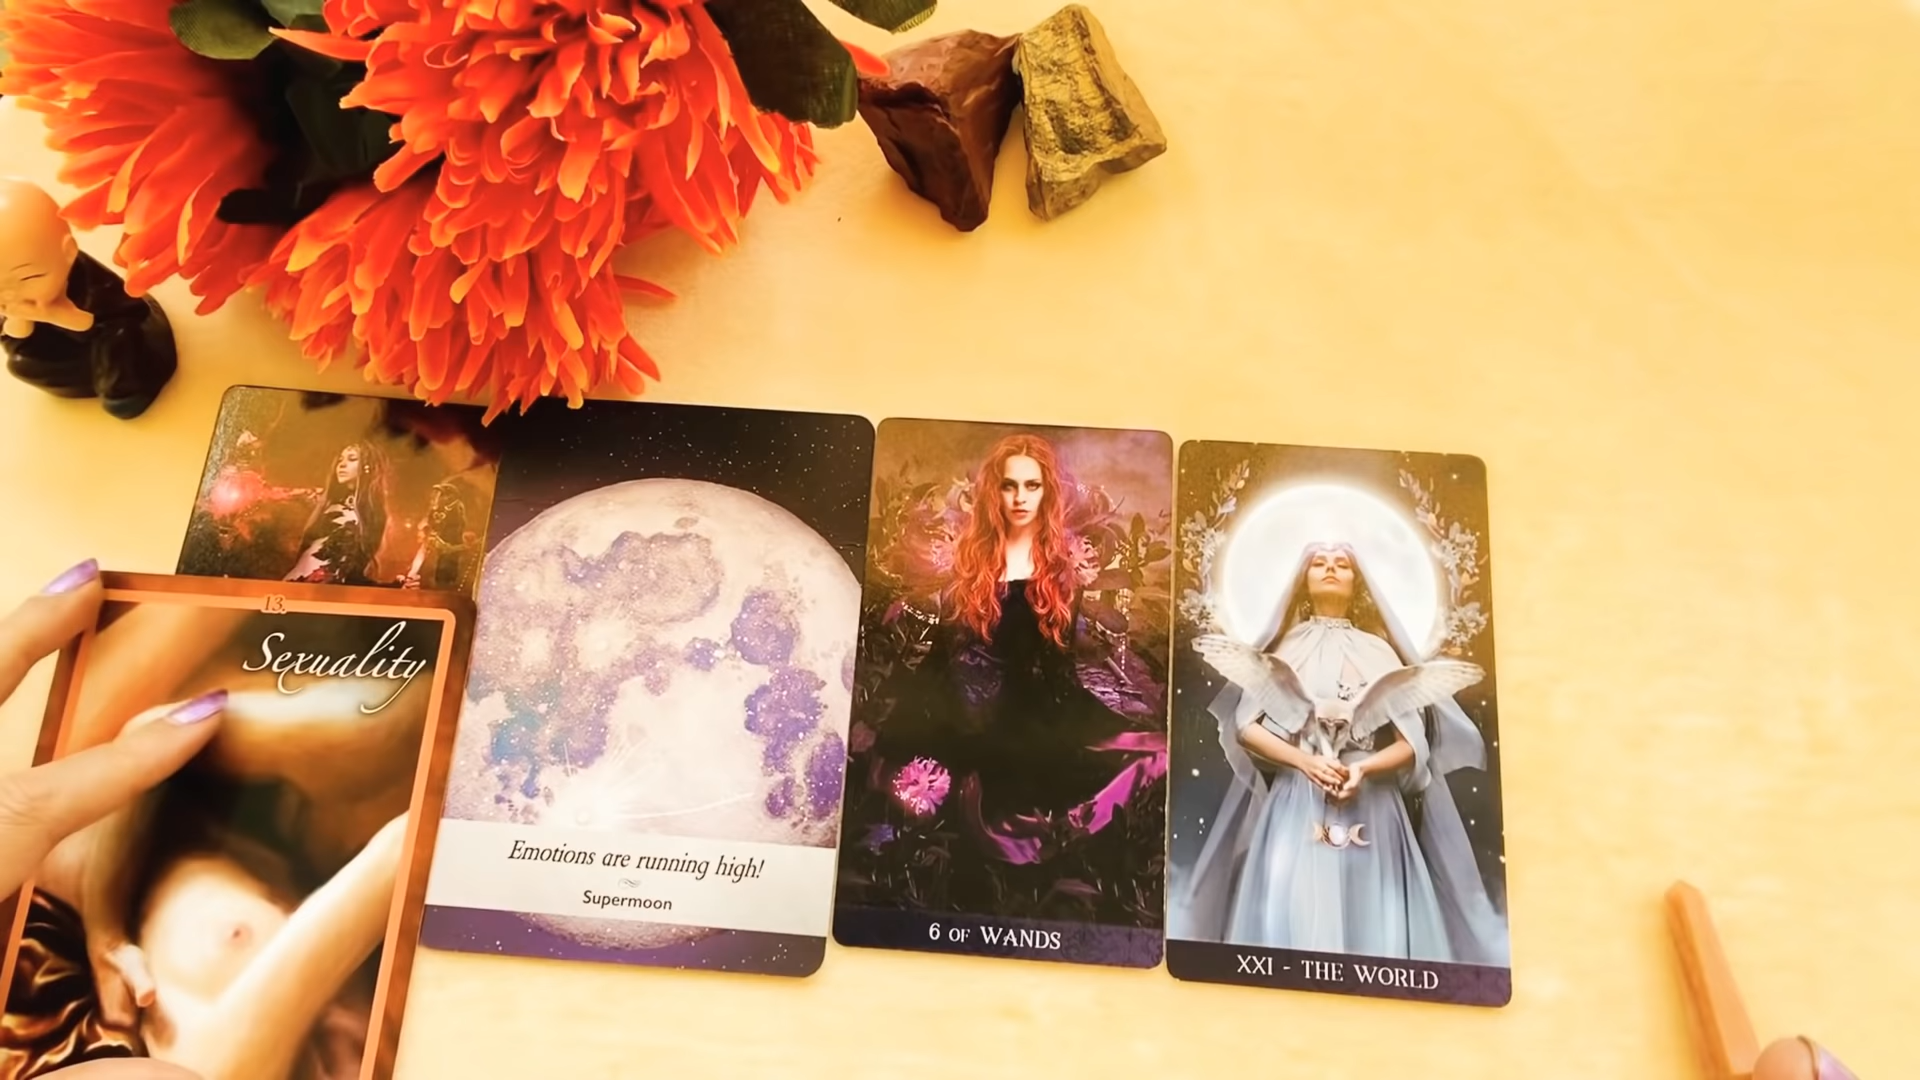 13.
Sexuality
Emotions are running high!
Supermoon
6 OF WANDS
XXI - THE WORLD